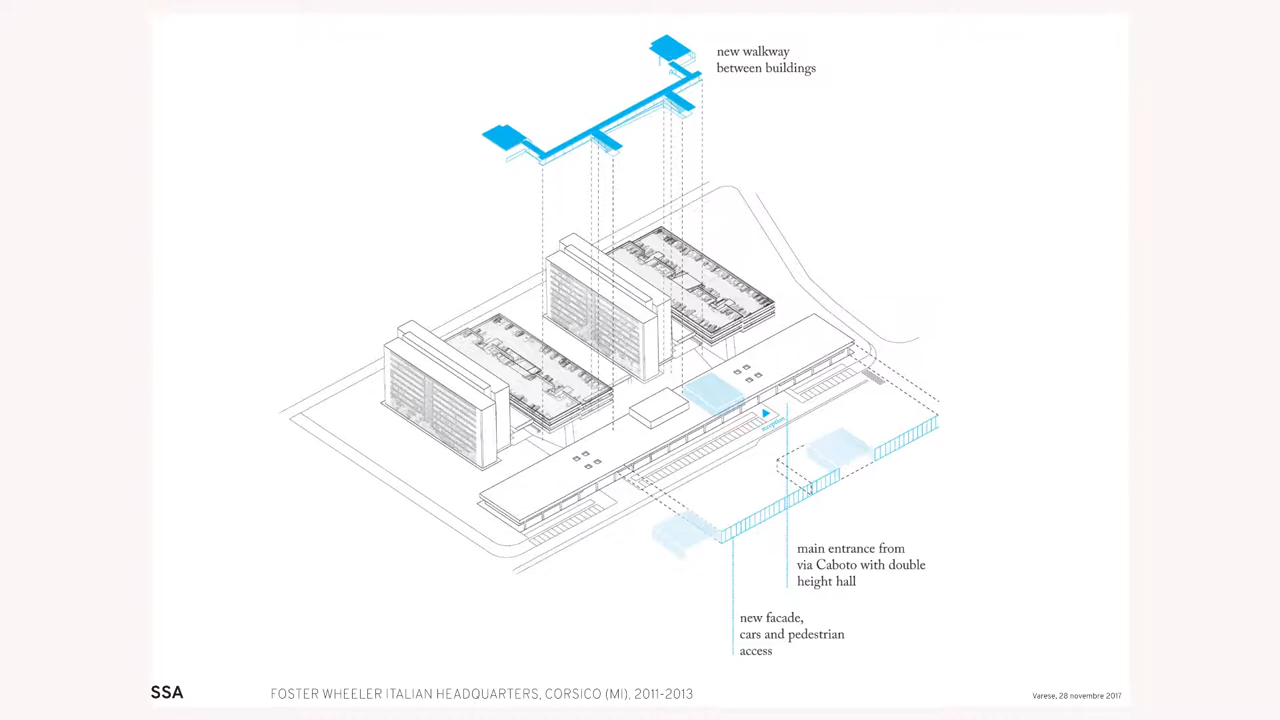 new walkway
between buildings
reception
main entrance from
via Caboto with double
height hall
new facade,
cars and pedestrian
access
SSA
FOSTER WHEELER ITALIAN HEADQUARTERS, CORSICO (MI), 2011-2013
Varese, 28 novembre 2017